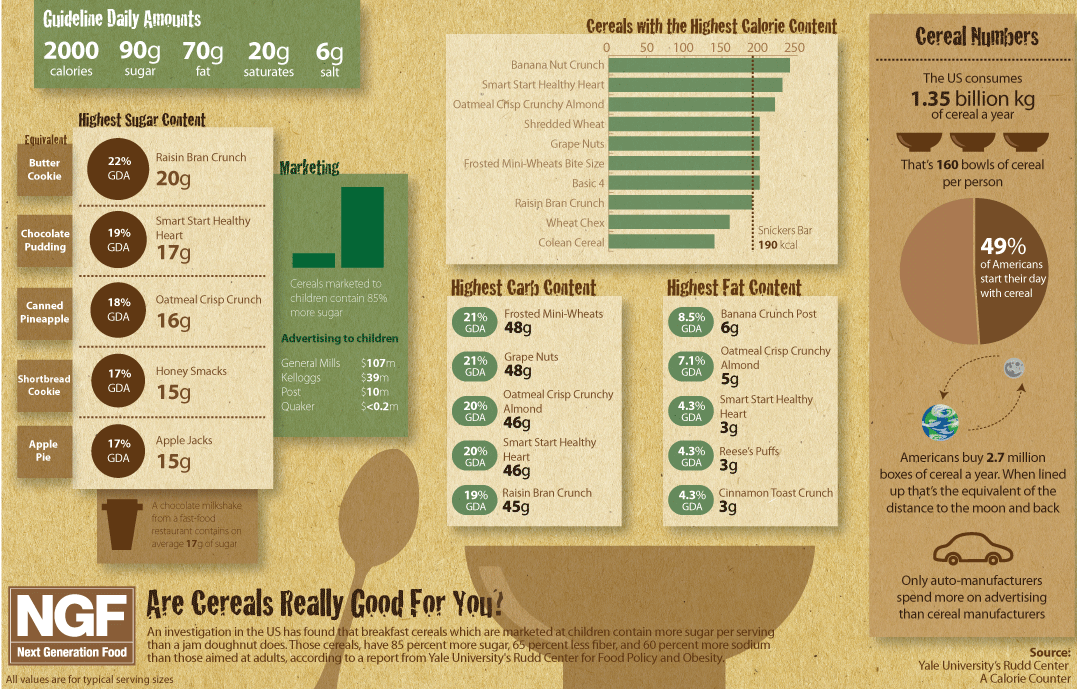 Guideline Daily Amounts
2000 90g 70g 20g 6g
calories sugar fat saturates salt
Highest Sugar Content
Equivalent
Butter
Cookie
22%
GDA
Raisin Bran Crunch
20g
Chocolate
Pudding
19%
GDA
Smart Start Healthy
Heart
17g
Canned
Pineapple
18%
GDA
Oatmeal Crisp Crunch
16g
Shortbread
Cookie
17%
GDA
Honey Smacks
15g
Apple
Pie
17%
GDA
Apple Jacks
15g
A chocolate milkshake
from a fast-food
restaurant contains on
average 17g of sugar
Marketing
Cereals marketed to
children contain 85%
more sugar
Advertising to children
General Mills $107m
Kelloggs $39m
Post $10m
Quaker $<0.2m
Cereals with the Highest Calorie Content
0 50 100 150 200 250
Banana Nut Crunch
Smart Start Healthy Heart
Oatmeal Crisp Crunchy Almond
Shredded Wheat
Grape Nuts
Frosted Mini-Wheats Bite Size
Basic 4
Raisin Bran Crunch
Wheat Chex
Colean Cereal
Snickers Bar
190 kcal
Highest Carb Content
21%
GDA
Frosted Mini-Wheats
48g
21%
GDA
Grape Nuts
48g
20%
GDA
Oatmeal Crisp Crunchy
Almond
46g
20%
GDA
Smart Start Healthy
Heart
46g
19%
GDA
Raisin Bran Crunch
45g
Highest Fat Content
8.5%
GDA
Banana Crunch Post
6g
7.1%
GDA
Oatmeal Crisp Crunchy
Almond
5g
4.3%
GDA
Smart Start Healthy
Heart
3g
4.3%
GDA
Reese's Puffs
3g
4.3%
GDA
Cinnamon Toast Crunch
3g
Cereal Numbers
The US consumes
1.35 billion kg
of cereal a year
That's 160 bowls of cereal
per person
49%
of Americans
start their day
with cereal
Americans buy 2.7 million
boxes of cereal a year. When lined
up that's the equivalent of the
distance to the moon and back
Only auto-manufacturers
spend more on advertising
than cereal manufacturers
NGF
Next Generation Food
Are Cereals Really Good For You?
An investigation in the US has found that breakfast cereals which are marketed at children contain more sugar per serving
than a jam doughnut does. Those cereals, have 85 percent more sugar, 65 percent less fiber, and 60 percent more sodium
than those aimed at adults, according to a report from Yale University's Rudd Center for Food Policy and Obesity.
All values are for typical serving sizes
Source:
Yale University's Rudd Center
A Calorie Counter